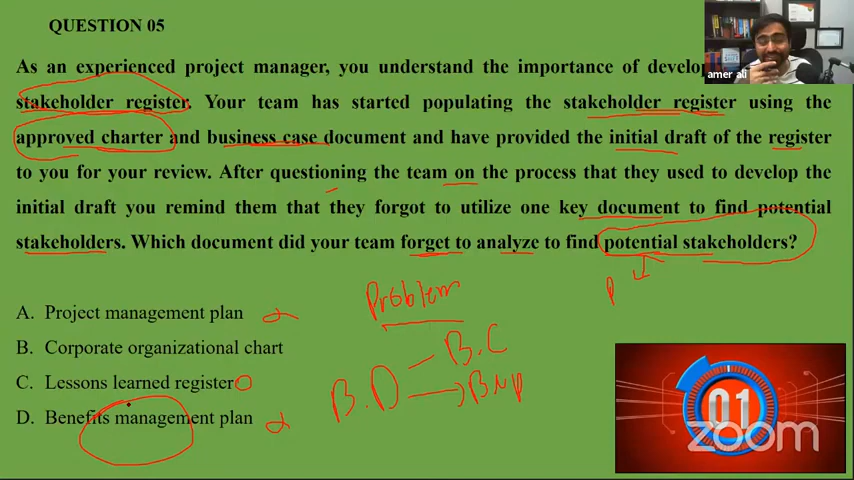 QUESTION 05
As an experienced project manager, you understand the importance of develop
stakeholder register. Your team has started populating the stakeholder register using the
approved charter and business case document and have provided the initial draft of the register
to you for your review. After questioning the team on the process that they used to develop the
initial draft you remind them that they forgot to utilize one key document to find potential
stakeholders. Which document did your team forget to analyze to find potential stakeholders?
A. Project management plan
B. Corporate organizational chart
C. Lessons learned register
D. Benefits management plan
Problem
B.D
B.C
B.M.P
P
amer ali
01
zoom